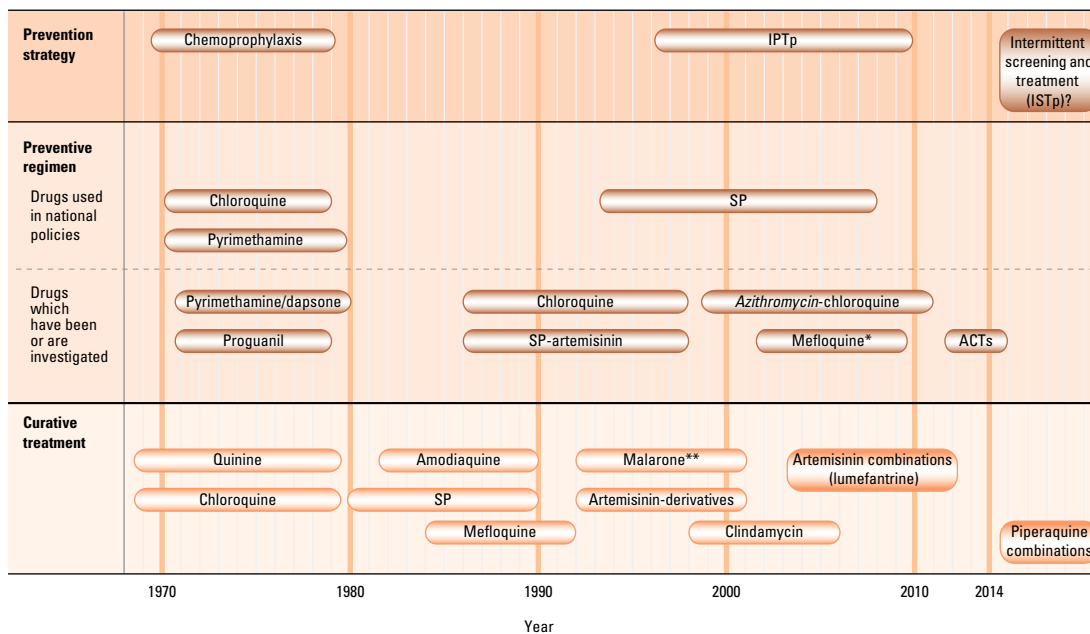 Prevention
strategy
Chemoprophylaxis
IPTp
Intermittent
screening and
treatment
(ISTp)?
Preventive
regimen
Drugs used
in national
policies
Chloroquine
SP
Pyrimethamine
Drugs
which
have been
or are
investigated
Pyrimethamine/dapsone
Chloroquine
Azithromycin-chloroquine
Proguanil
SP-artemisinin
Mefloquine*
ACTs
Curative
treatment
Quinine
Amodiaquine
Malarone**
Artemisinin combinations
(lumefantrine)
Chloroquine
SP
Artemisinin-derivatives
Mefloquine
Clindamycin
Piperaquine
combinations
1970 1980 1990 2000 2010 2014
Year